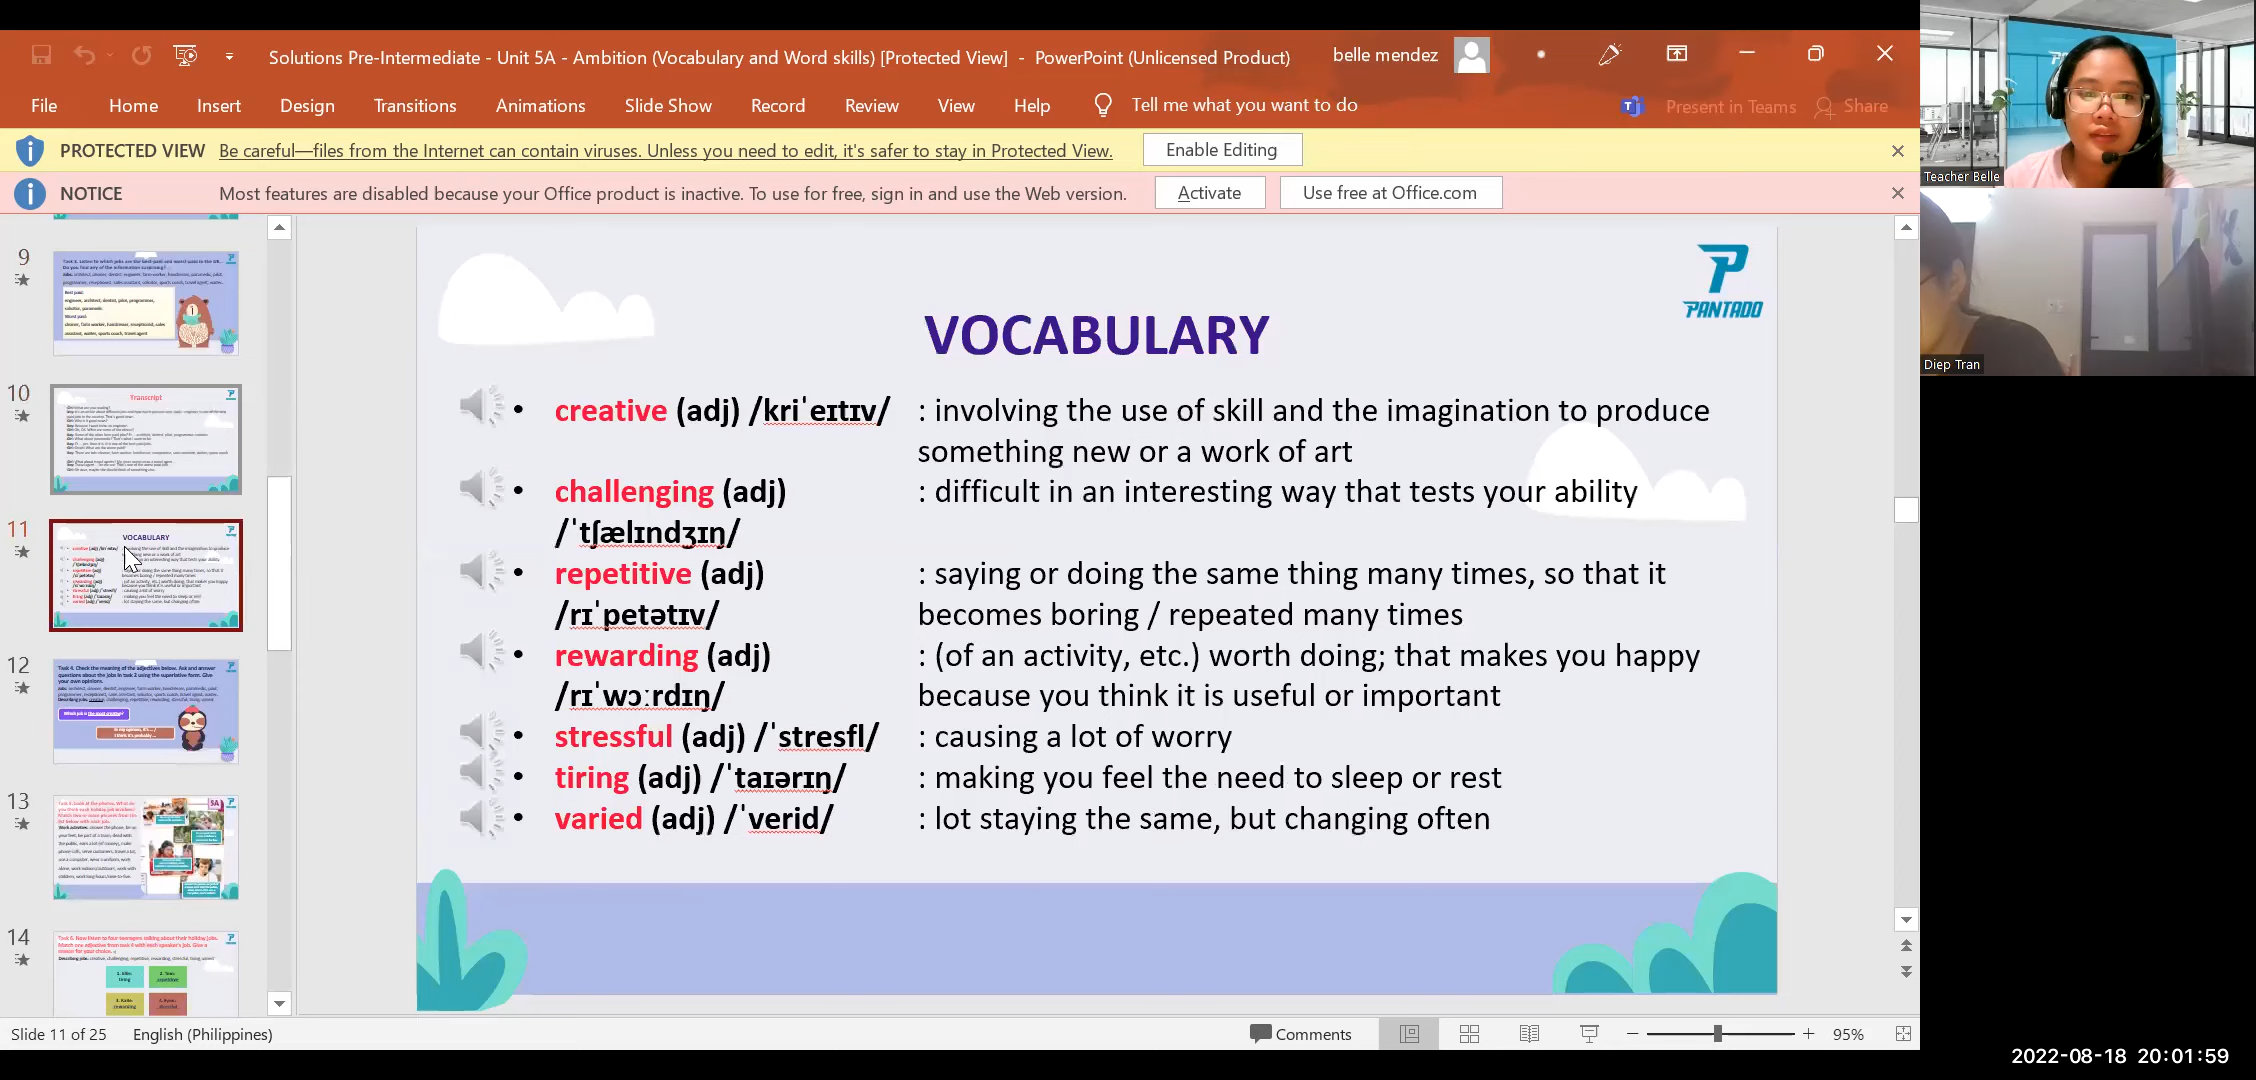 Solutions Pre-Intermediate - Unit 5A - Ambition (Vocabulary and Word skills) [Protected View] - PowerPoint (Unlicensed Product)
belle mendez
File Home Insert Design Transitions Animations Slide Show Record Review View Help Tell me what you want to do
Present in Teams Share
PROTECTED VIEW Be careful—files from the Internet can contain viruses. Unless you need to edit, it's safer to stay in Protected View. Enable Editing
NOTICE Most features are disabled because your Office product is inactive. To use for free, sign in and use the Web version. Activate Use free at Office.com
Teacher Belle
Diep Tran
9
10
Transcript
11
VOCABULARY
12
13
14
PANTADO
VOCABULARY
• creative (adj) /kriˈeɪtɪv/ : involving the use of skill and the imagination to produce
something new or a work of art
• challenging (adj) : difficult in an interesting way that tests your ability
/ˈtʃælɪndʒɪŋ/
• repetitive (adj) : saying or doing the same thing many times, so that it
/rɪˈpetətɪv/ becomes boring / repeated many times
• rewarding (adj) : (of an activity, etc.) worth doing; that makes you happy
/rɪˈwɔːrdɪŋ/ because you think it is useful or important
• stressful (adj) /ˈstresfl/ : causing a lot of worry
• tiring (adj) /ˈtaɪərɪŋ/ : making you feel the need to sleep or rest
• varied (adj) /ˈverid/ : lot staying the same, but changing often
Slide 11 of 25 English (Philippines)
Comments
95%
2022-08-18 20:01:59